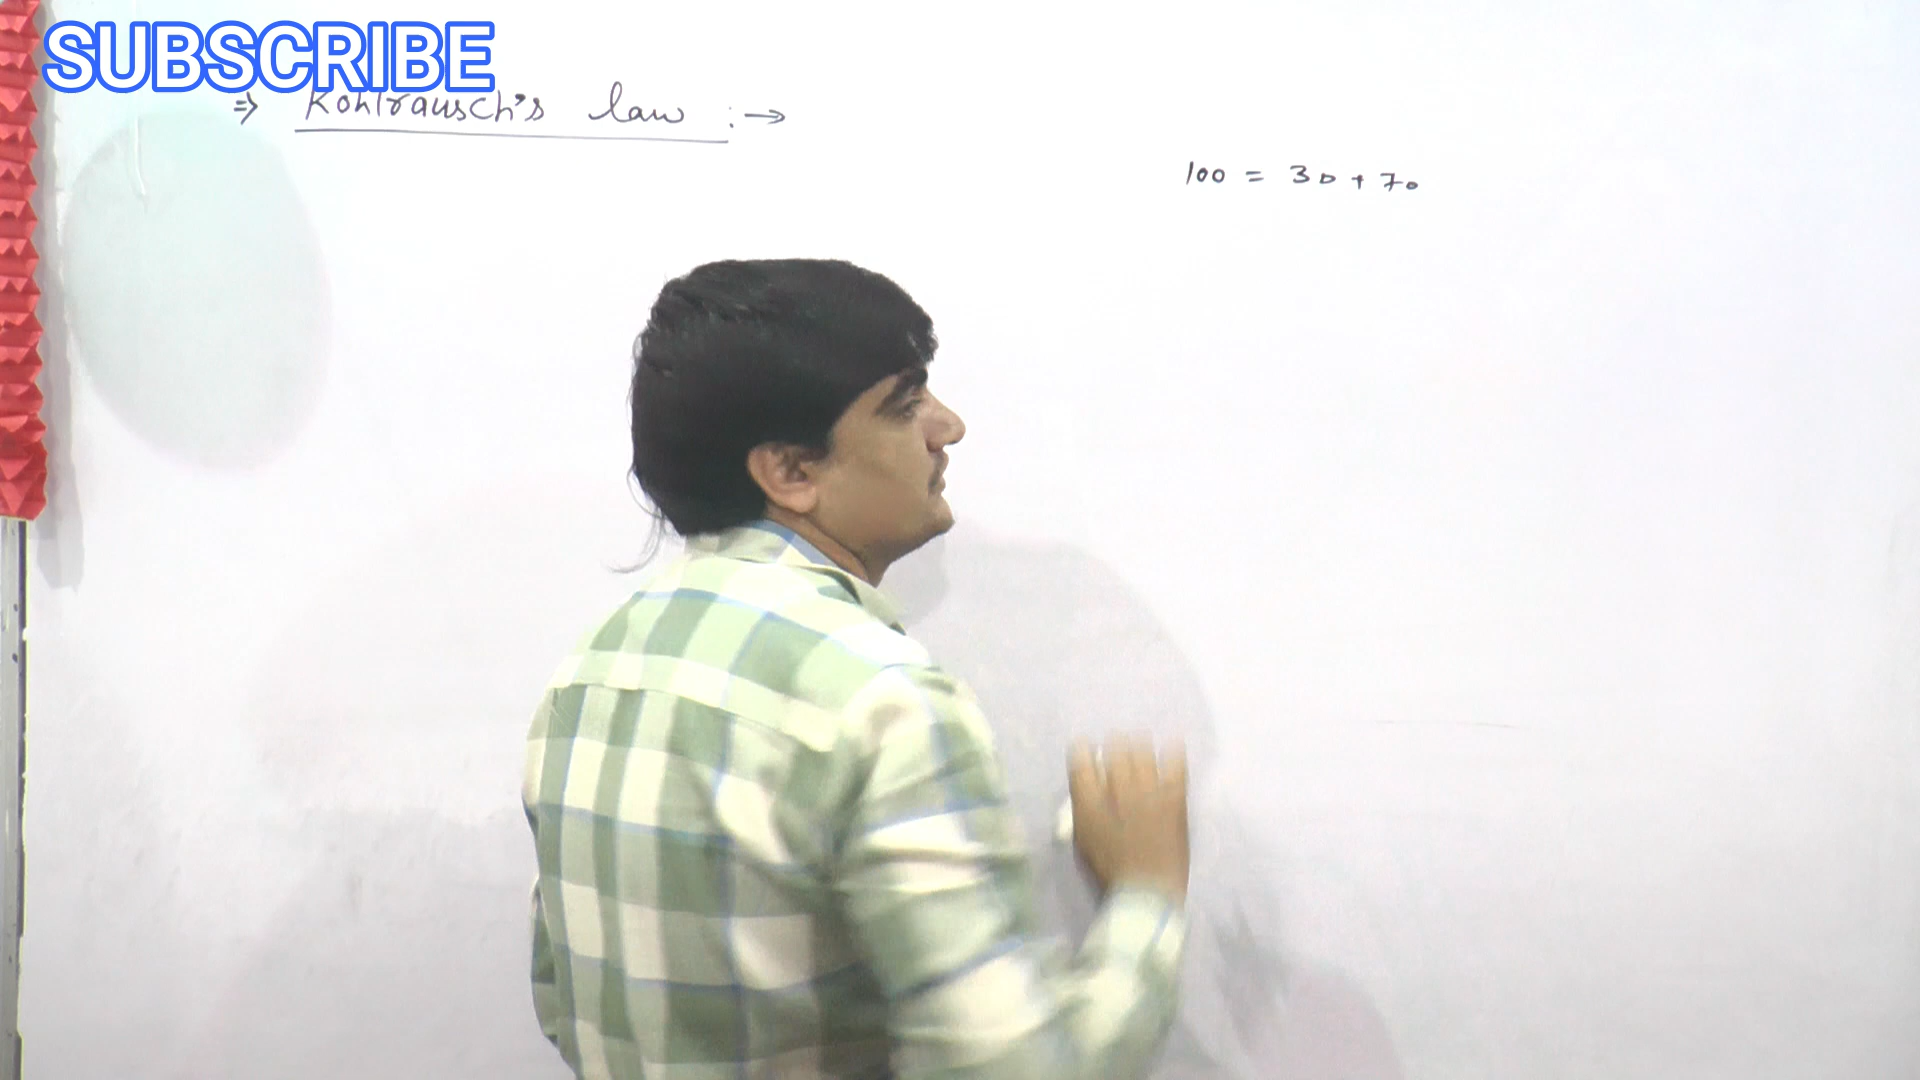 SUBSCRIBE
⇒ Kohlrausch's law :→
100 = 30 + 70